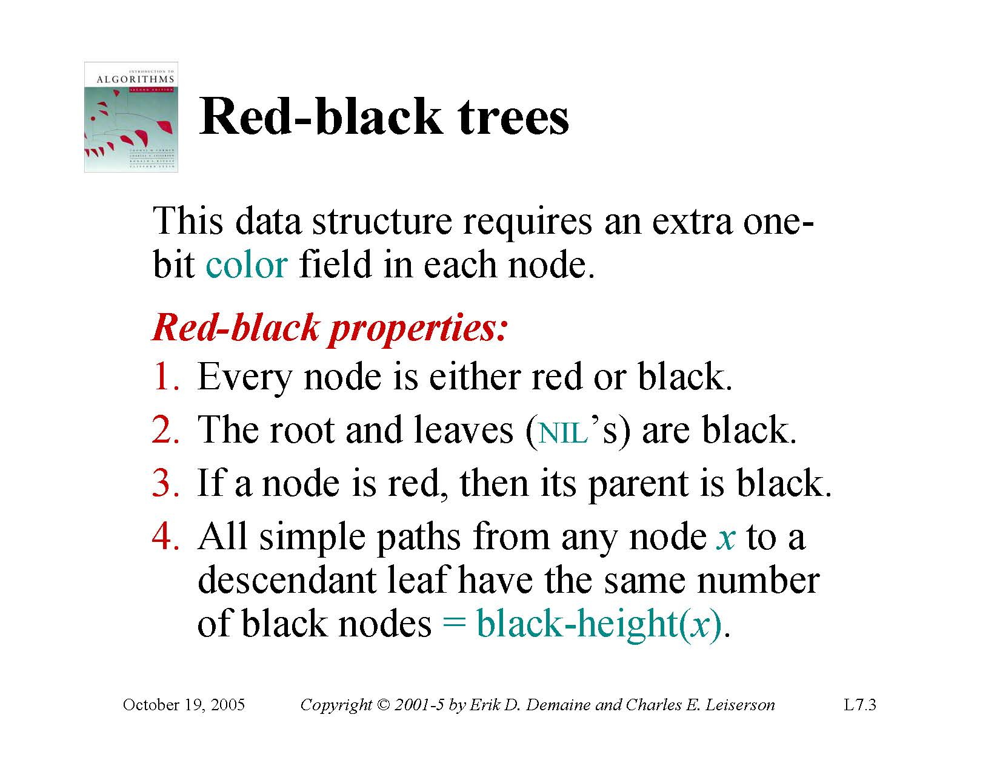 INTRODUCTION TO
ALGORITHMS
SECOND EDITION
THOMAS H. CORMEN
CHARLES E. LEISERSON
RONALD L. RIVEST
CLIFFORD STEIN
Red-black trees
This data structure requires an extra one-
bit color field in each node.
Red-black properties:
1. Every node is either red or black.
2. The root and leaves (NIL’s) are black.
3. If a node is red, then its parent is black.
4. All simple paths from any node x to a
descendant leaf have the same number
of black nodes = black-height(x).
October 19, 2005 Copyright © 2001-5 by Erik D. Demaine and Charles E. Leiserson L7.3